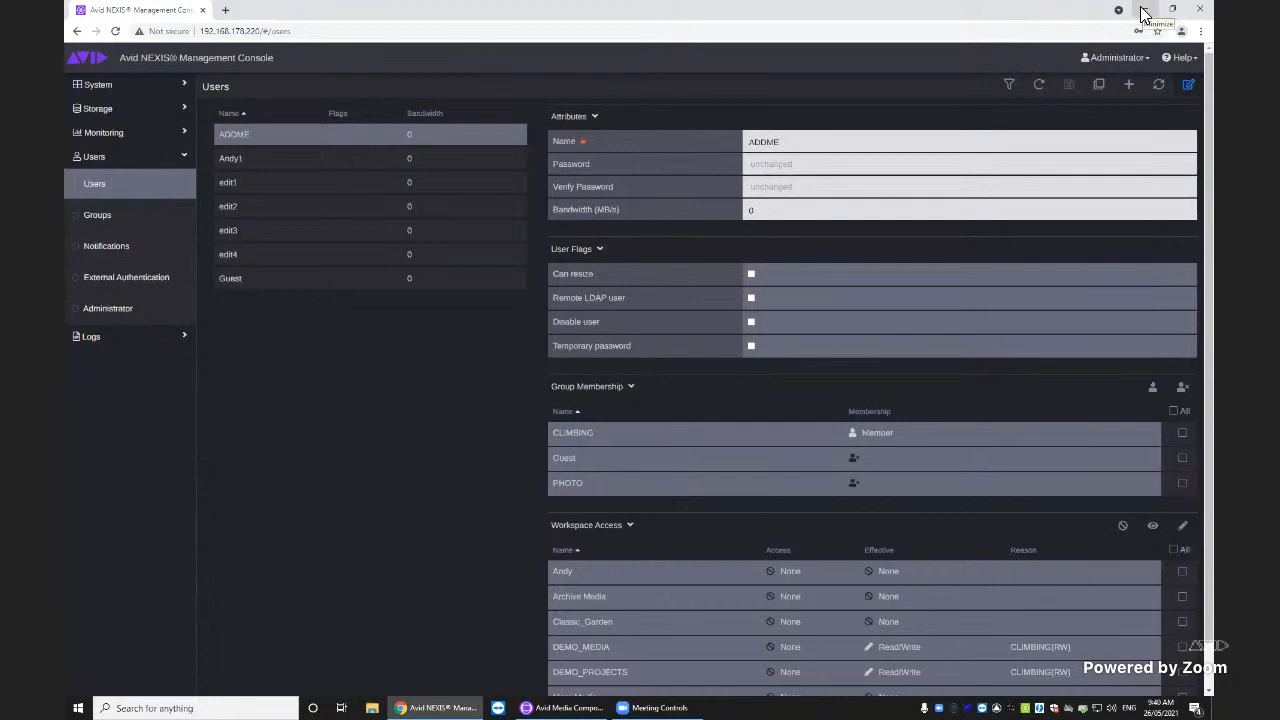 Avid NEXIS® Management Cons
Not secure 192.168.178.220/#/users
Minimize
AVID Avid NEXIS® Management Console Administrator Help
System
Storage
Monitoring
Users
Users
Groups
Notifications
External Authentication
Administrator
Logs
Users
Name Flags Bandwidth
ADDME 0
Andy1 0
edit1 0
edit2 0
edit3 0
edit4 0
Guest 0
Attributes
Name ADDME
Password unchanged
Verify Password unchanged
Bandwidth (MB/s) 0
User Flags
Can resize
Remote LDAP user
Disable user
Temporary password
Group Membership
Name Membership All
CLIMBING Member
Guest
PHOTO
Workspace Access
Name Access Effective Reason All
Andy None None
Archive Media None None
Classic_Garden None None
DEMO_MEDIA None Read/Write CLIMBING(RW)
DEMO_PROJECTS None Read/Write CLIMBING(RW)
AVID
Powered by Zoom
Search for anything
Avid NEXIS® Mana...
Avid Media Compo...
Meeting Controls
ENG
9:40 AM
26/05/2021
4